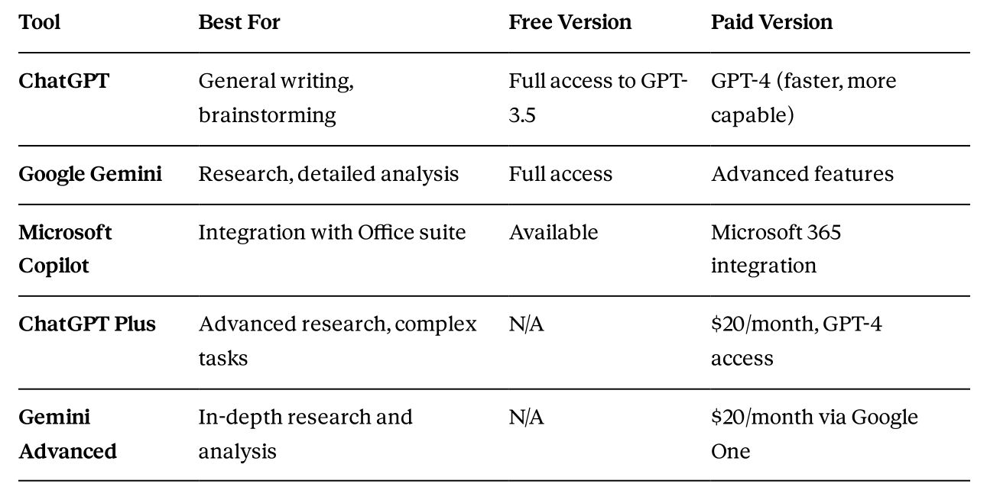 Tool Best For Free Version Paid Version
ChatGPT General writing, Full access to GPT- GPT-4 (faster, more
brainstorming 3.5 capable)
Google Gemini Research, detailed analysis Full access Advanced features
Microsoft Integration with Office suite Available Microsoft 365
Copilot integration
ChatGPT Plus Advanced research, complex N/A $20/month, GPT-4
tasks access
Gemini In-depth research and N/A $20/month via Google
Advanced analysis One